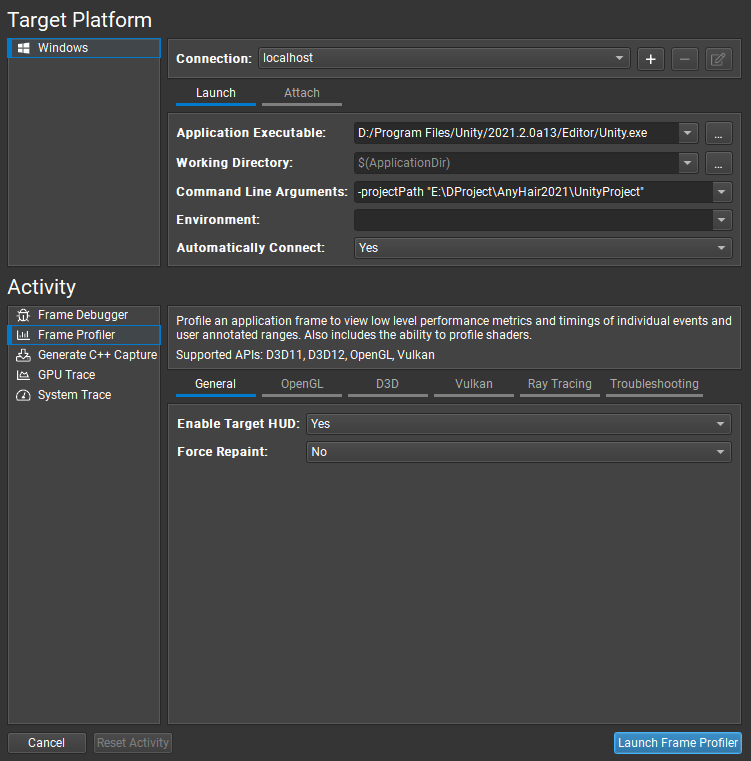 Target Platform
Windows
Connection: localhost
Launch Attach
Application Executable: D:/Program Files/Unity/2021.2.0a13/Editor/Unity.exe ...
Working Directory: $(ApplicationDir) ...
Command Line Arguments: -projectPath "E:\DProject\AnyHair2021\UnityProject"
Environment:
Automatically Connect: Yes
Activity
Frame Debugger
Frame Profiler
Generate C++ Capture
GPU Trace
System Trace
Profile an application frame to view low level performance metrics and timings of individual events and
user annotated ranges. Also includes the ability to profile shaders.
Supported APIs: D3D11, D3D12, OpenGL, Vulkan
General OpenGL D3D Vulkan Ray Tracing Troubleshooting
Enable Target HUD: Yes
Force Repaint: No
Cancel Reset Activity Launch Frame Profiler